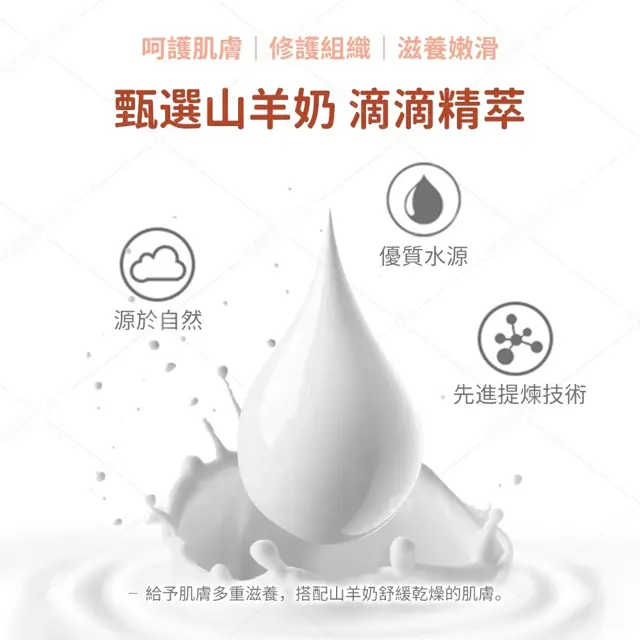 呵護肌膚｜修護組織｜滋養嫩滑
甄選山羊奶 滴滴精萃
優質水源
源於自然
先進提煉技術
– 給予肌膚多重滋養，搭配山羊奶舒緩乾燥的肌膚。